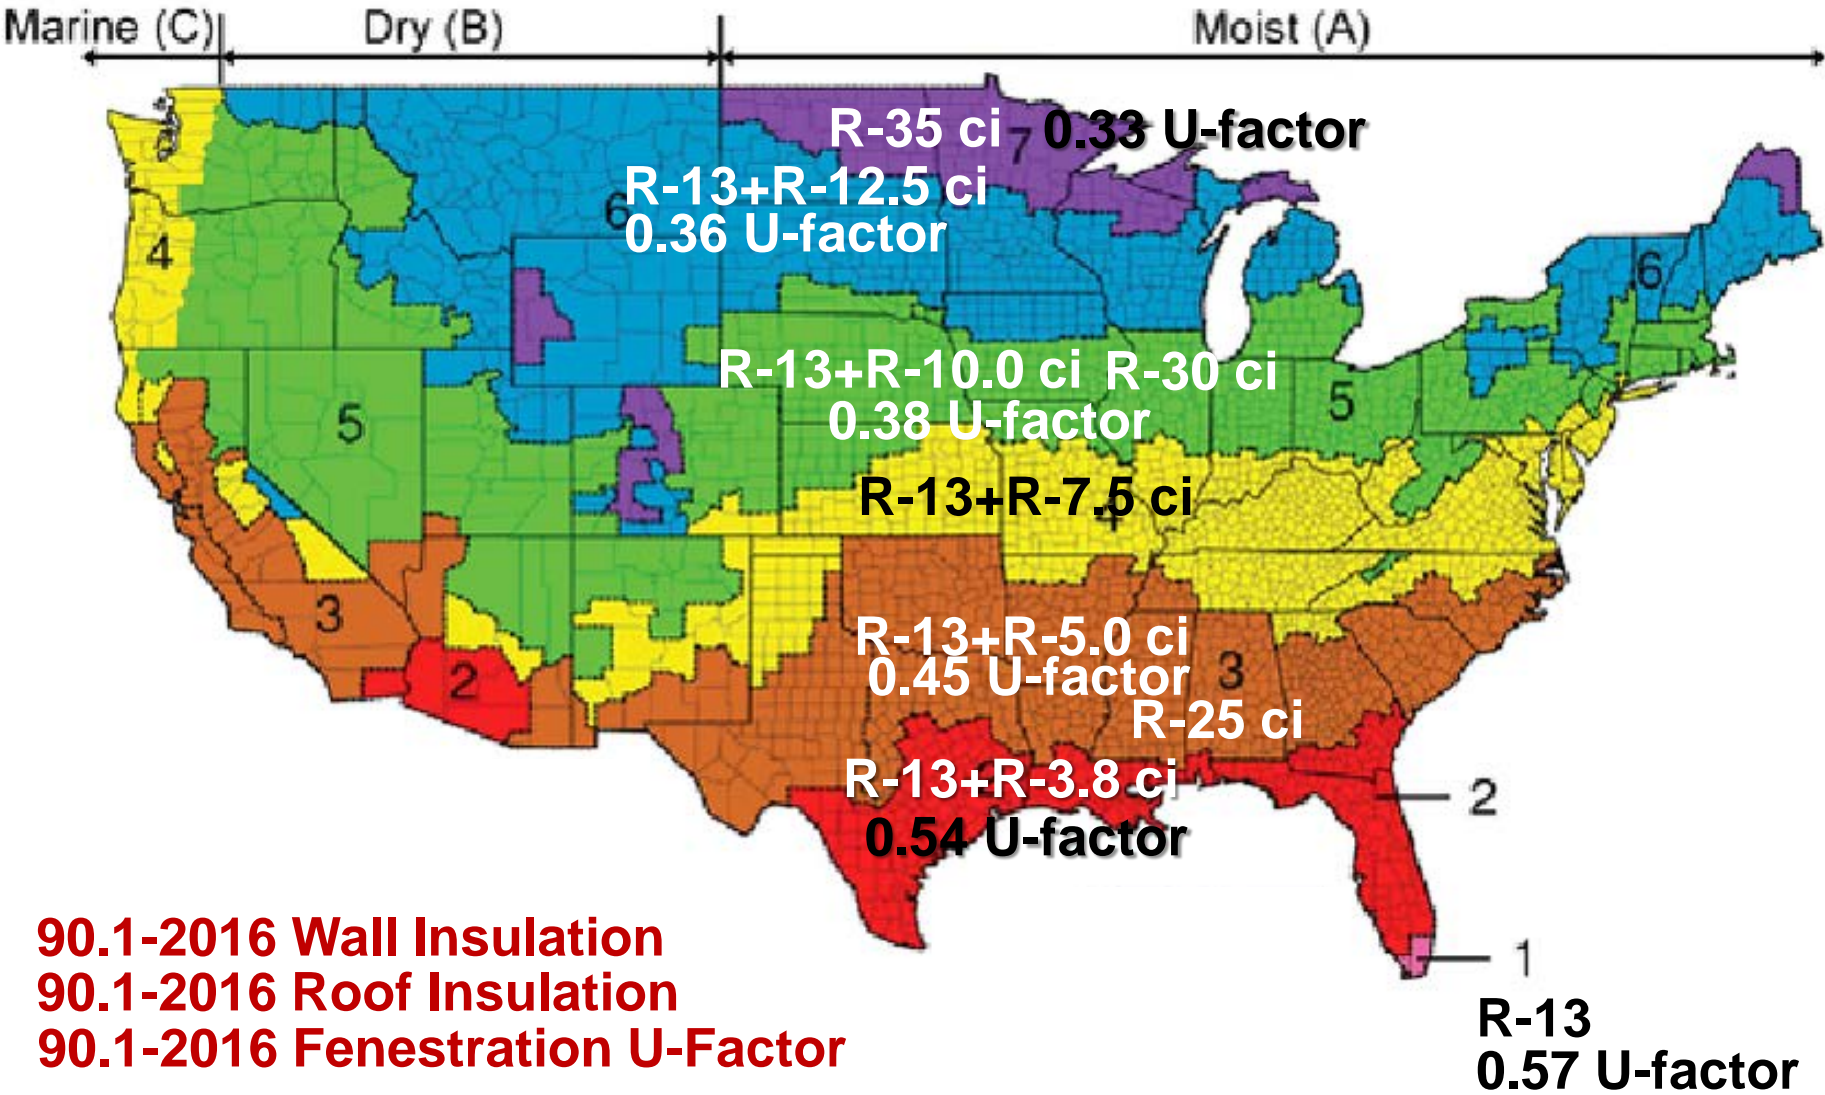 Marine (C) Dry (B) Moist (A)
R-35 ci 7 0.33 U-factor
R-13+R-12.5 ci
6
0.36 U-factor
4
6
R-13+R-10.0 ci R-30 ci
5
5
0.38 U-factor
R-13+R-7.5 ci
4
3
R-13+R-5.0 ci
3
0.45 U-factor
2
R-25 ci
R-13+R-3.8 ci
2
0.54 U-factor
90.1-2016 Wall Insulation
1
90.1-2016 Roof Insulation
R-13
90.1-2016 Fenestration U-Factor
0.57 U-factor